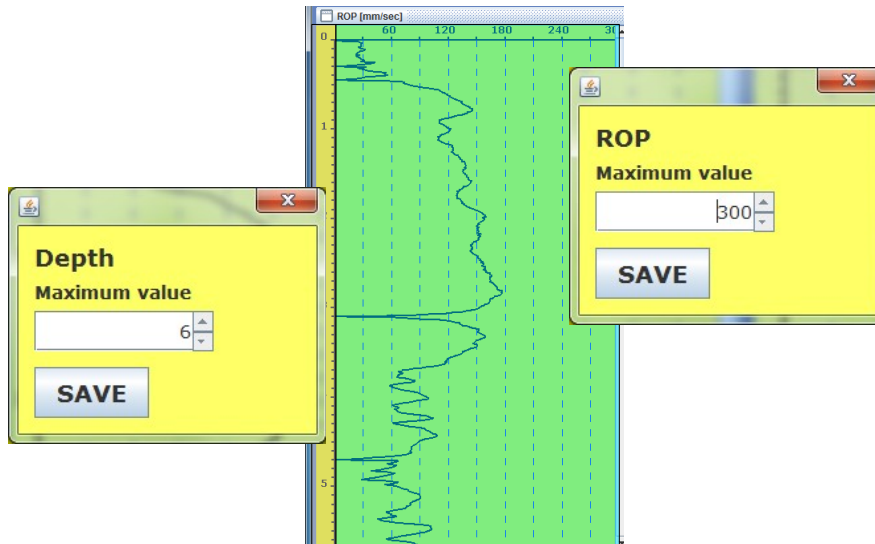 ROP [mm/sec]
60 120 180 240 30
0
1
5
ROP
Maximum value
300
SAVE
Depth
Maximum value
6
SAVE